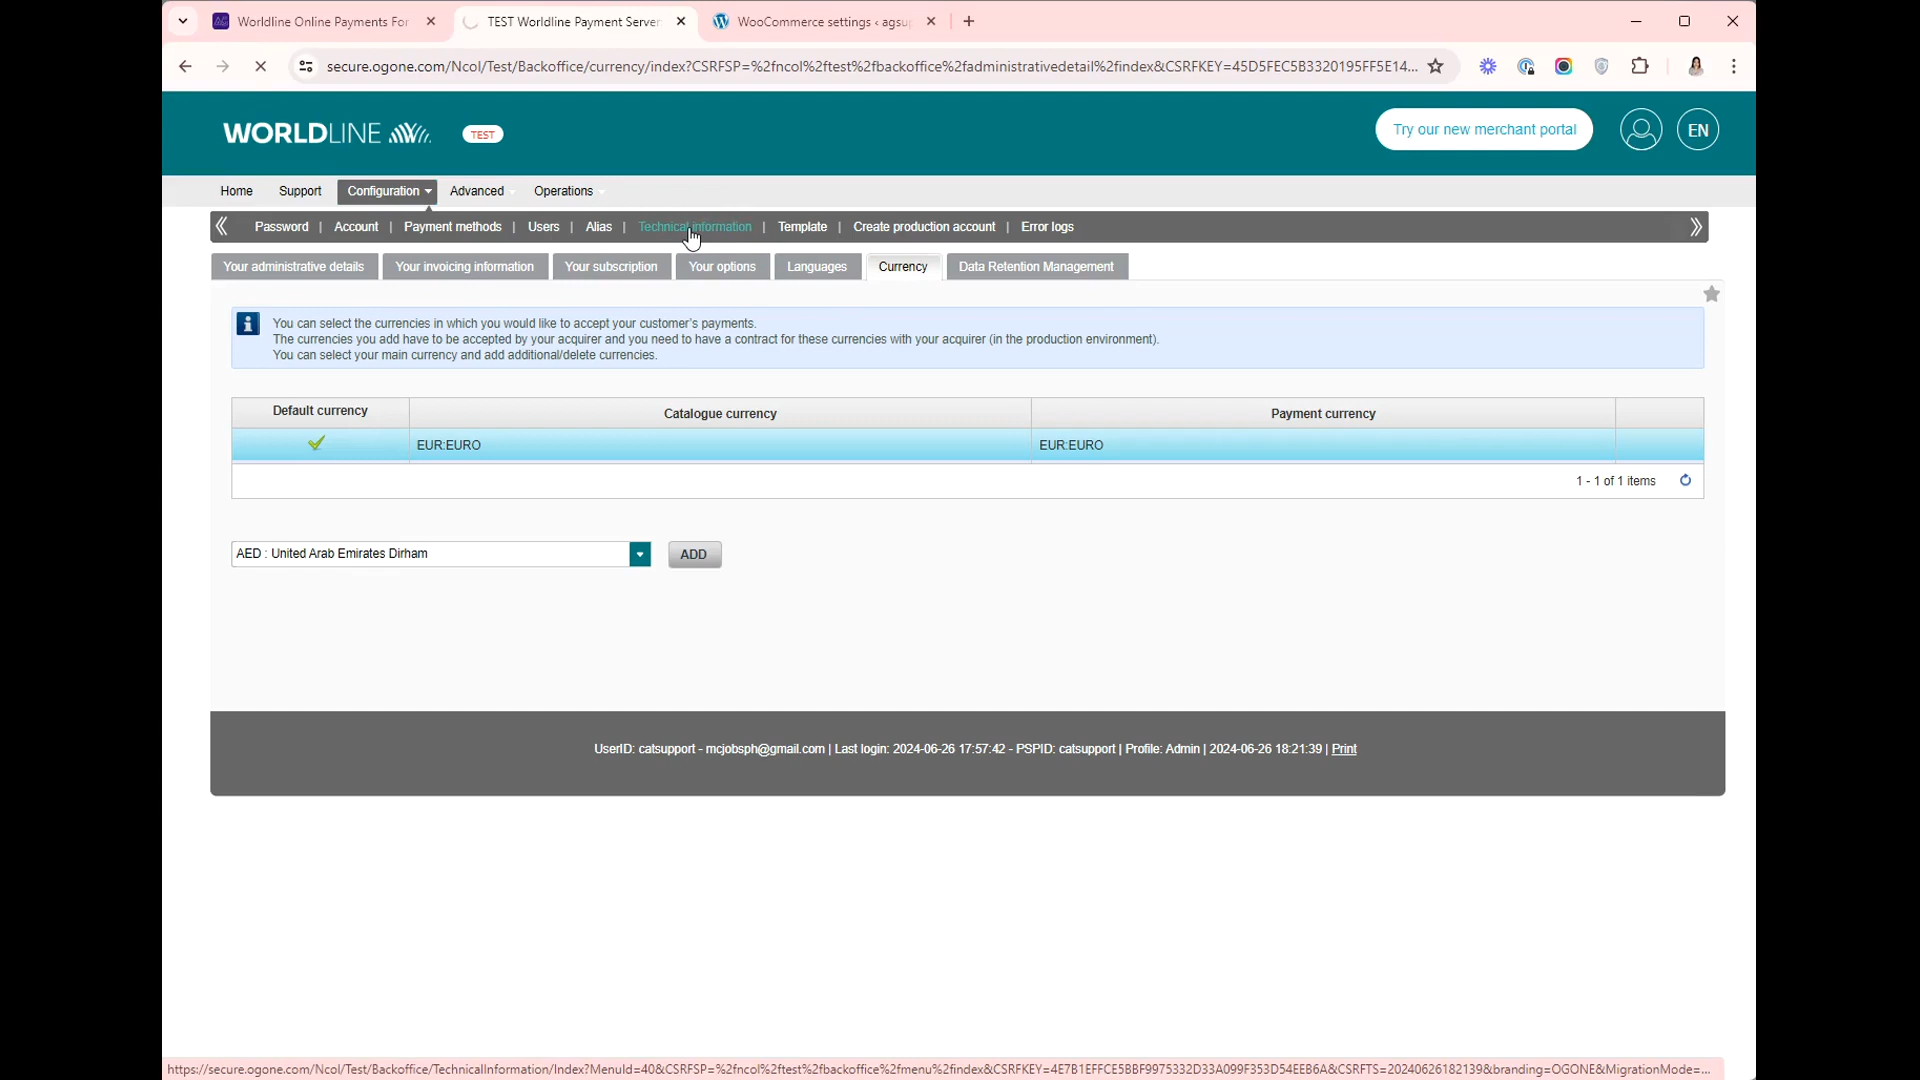 Worldline Online Payments For
TEST Worldline Payment Server
WooCommerce settings ‹ agsup
secure.ogone.com/Ncol/Test/Backoffice/currency/index?CSRFSP=%2fncol%2ftest%2fbackoffice%2fadministrativedetail%2findex&CSRFKEY=45D5FEC5B3320195FF5E14...
WORLDLINE
TEST
Try our new merchant portal
EN
Home Support Configuration Advanced Operations
Password | Account | Payment methods | Users | Alias | Technical information | Template | Create production account | Error logs
Your administrative details Your invoicing information Your subscription Your options Languages Currency Data Retention Management
You can select the currencies in which you would like to accept your customer's payments.
The currencies you add have to be accepted by your acquirer and you need to have a contract for these currencies with your acquirer (in the production environment).
You can select your main currency and add additional/delete currencies.
Default currency Catalogue currency Payment currency
EUR:EURO EUR:EURO
1 - 1 of 1 items
AED : United Arab Emirates Dirham ADD
UserID: catsupport - mcjobsph@gmail.com | Last login: 2024-06-26 17:57:42 - PSPID: catsupport | Profile: Admin | 2024-06-26 18:21:39 | Print
https://secure.ogone.com/Ncol/Test/Backoffice/TechnicalInformation/Index?MenuId=40&CSRFSP=%2fncol%2ftest%2fbackoffice%2fmenu%2findex&CSRFKEY=4E7B1EFFCE5BBF9975332D33A099F353D54EEB6A&CSRFTS=20240626182139&branding=OGONE&MigrationMode=...